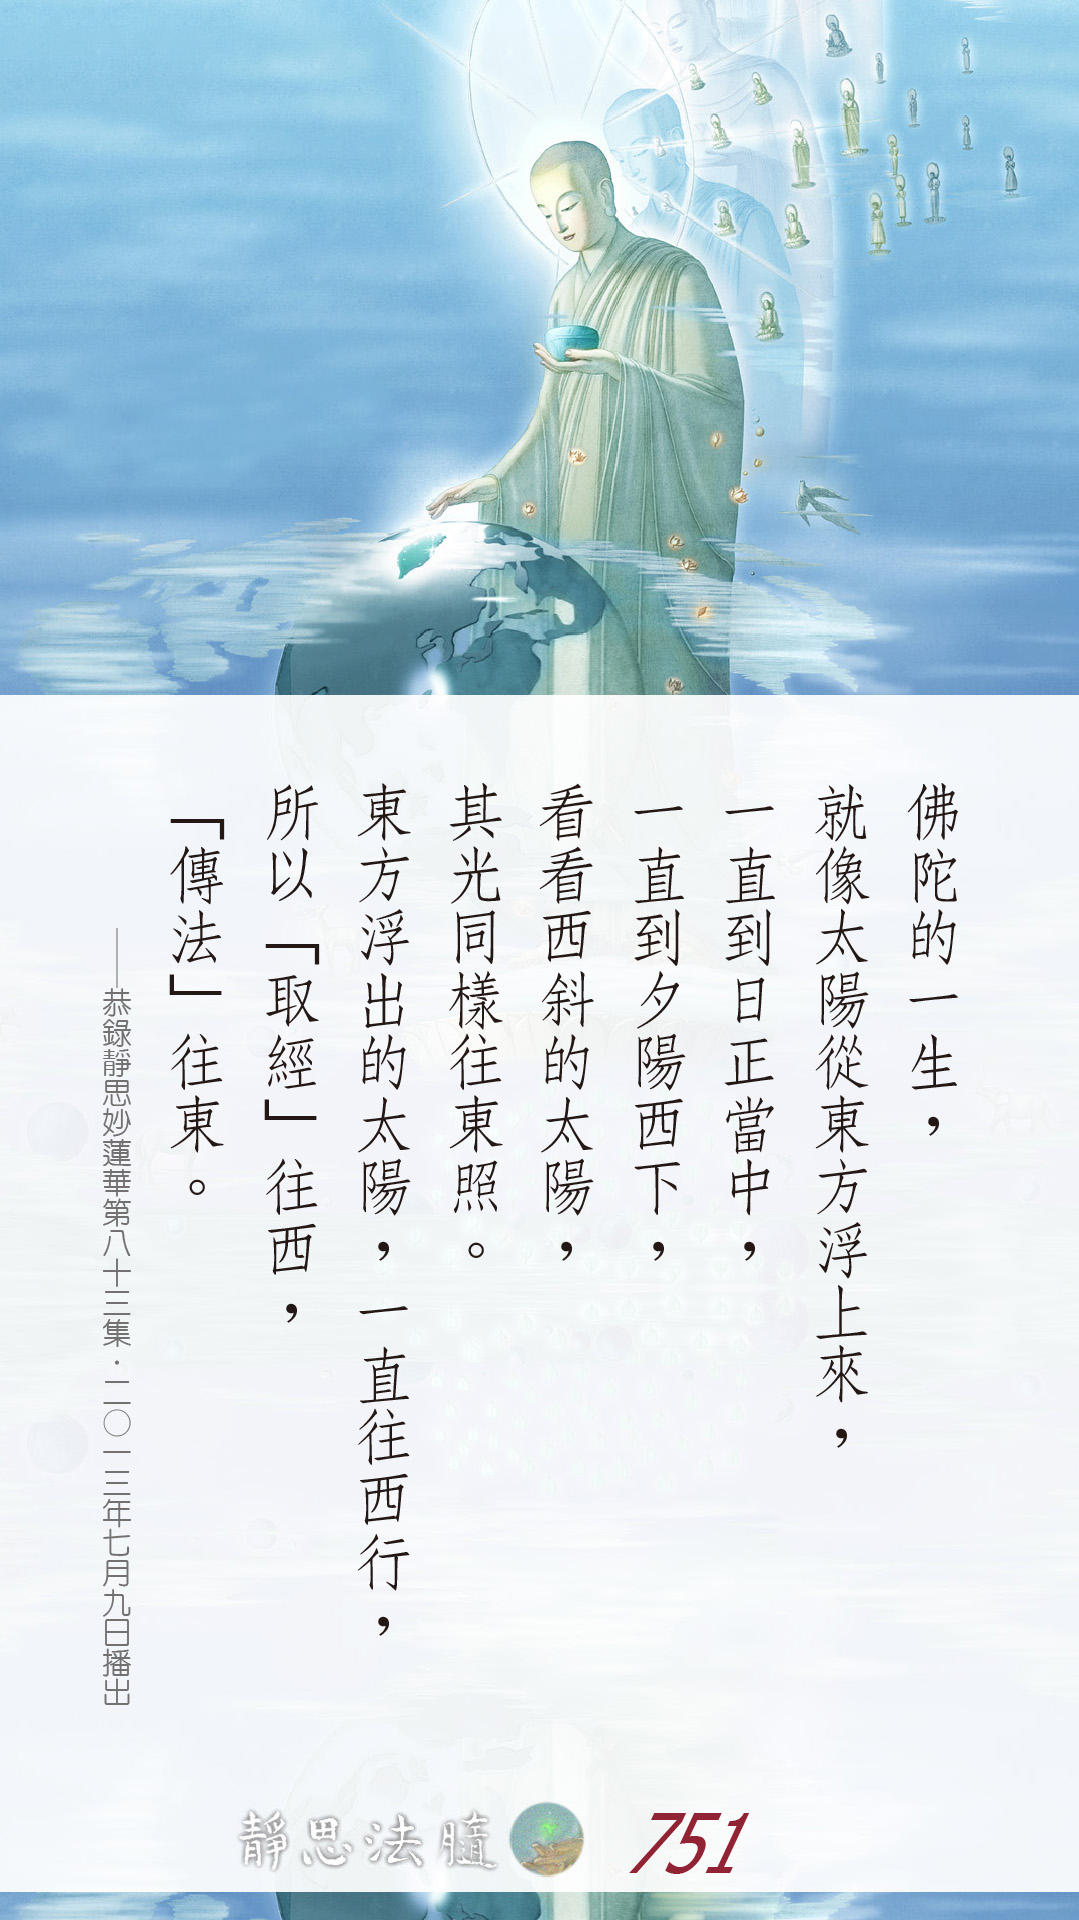 佛陀的一生，
就像太陽從東方浮上來，
一直到日正當中，
一直到夕陽西下，
看看西斜的太陽，
其光同樣往東照。
東方浮出的太陽，一直往西行，
所以「取經」往西，
「傳法」往東。
——恭錄靜思妙蓮華第八十三集·二〇一三年七月九日播出
靜思法髓 751